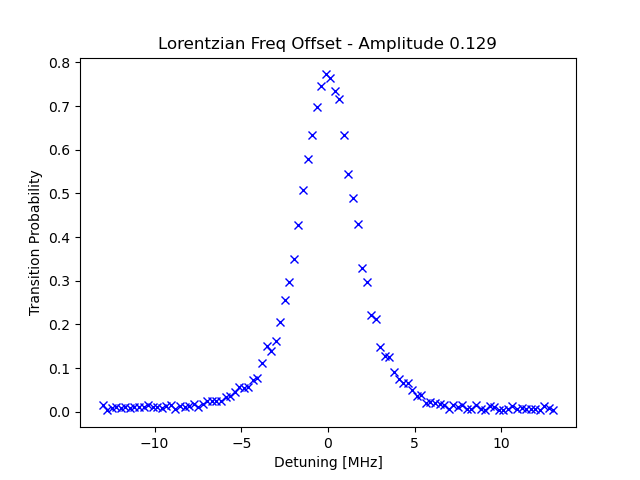 Lorentzian Freq Offset - Amplitude 0.129
0.8
0.7
0.6
0.5
0.4
0.3
0.2
0.1
0.0
Transition Probability
−10 −5 0 5 10
Detuning [MHz]